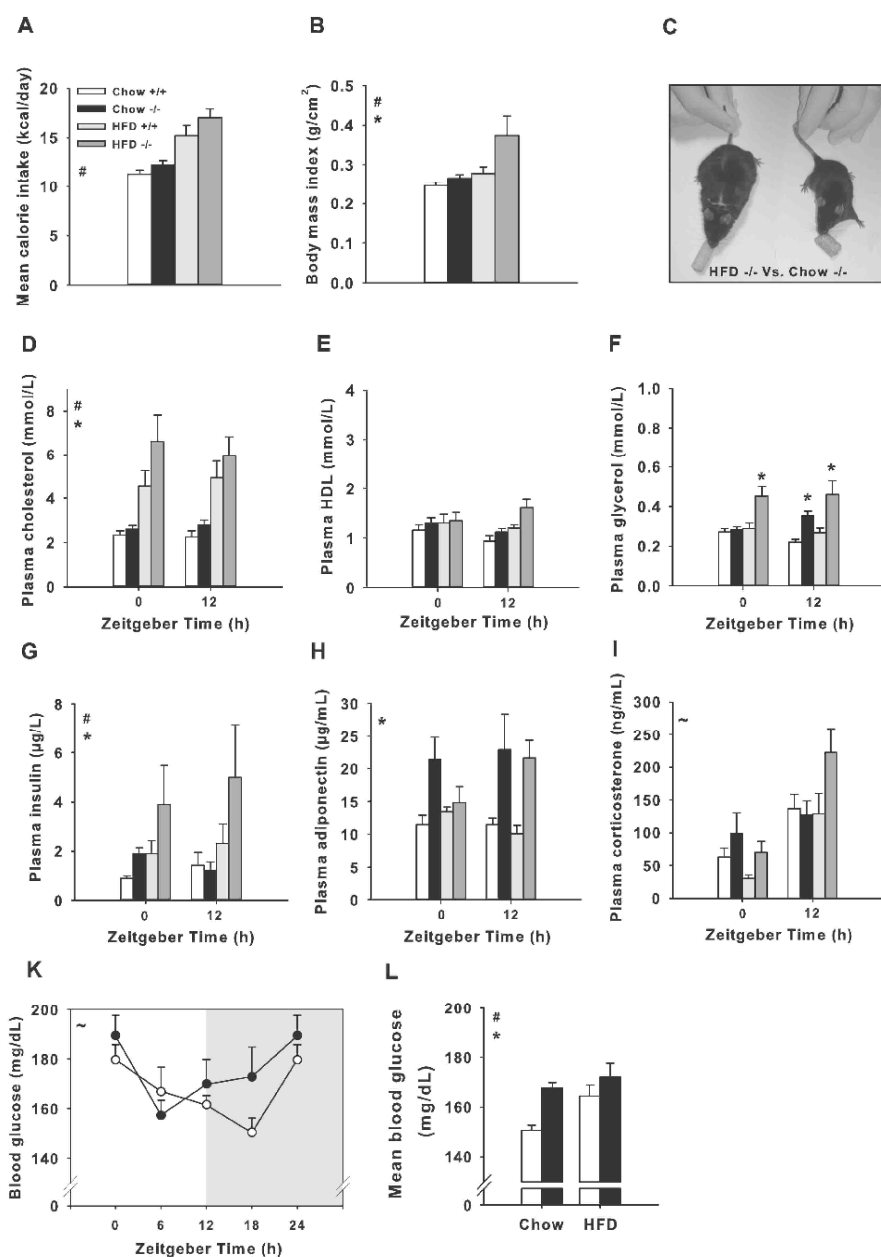 A
Mean calorie intake (kcal/day)
20
15
10
5
0
#
Chow +/+
Chow -/-
HFD +/+
HFD -/-
B
Body mass index (g/cm²)
0.5
0.4
0.3
0.2
0.1
0.0
#
*
C
HFD -/- Vs. Chow -/-
D
Plasma cholesterol (mmol/L)
8
6
4
2
0
#
*
0 12
Zeitgeber Time (h)
E
Plasma HDL (mmol/L)
4
3
2
1
0
0 12
Zeitgeber Time (h)
F
Plasma glycerol (mmol/L)
1.0
0.8
0.6
0.4
0.2
0.0
* * *
0 12
Zeitgeber Time (h)
G
Plasma insulin (µg/L)
8
6
4
2
0
#
*
0 12
Zeitgeber Time (h)
H
Plasma adiponectin (µg/mL)
30
25
20
15
10
5
0
*
0 12
Zeitgeber Time (h)
I
Plasma corticosterone (ng/mL)
300
250
200
150
100
50
0
~
0 12
Zeitgeber Time (h)
K
Blood glucose (mg/dL)
200
180
160
140
0
~
0 6 12 18 24
Zeitgeber Time (h)
L
Mean blood glucose
(mg/dL)
200
180
160
140
0
#
*
Chow HFD